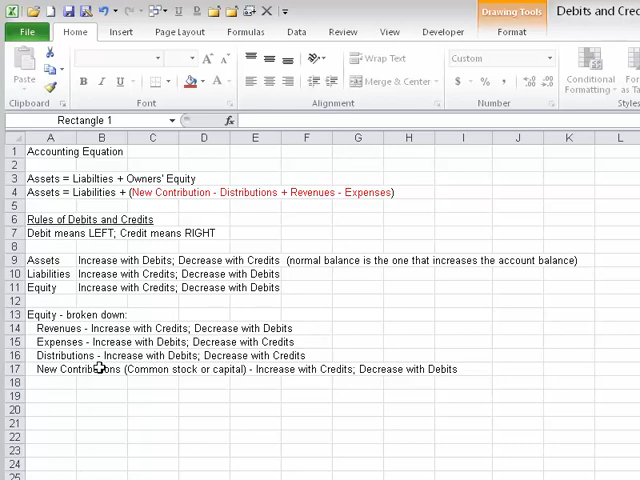 Drawing Tools
Debits and Cre
File Home Insert Page Layout Formulas Data Review View Developer Format
Paste
Wrap Text
Custom
Merge & Center
$ % ,
Conditional
Formatting
Clipboard Font Alignment Number
Rectangle 1
fx
A B C D E F G H I J K L
1 Accounting Equation
2
3 Assets = Liabilties + Owners' Equity
4 Assets = Liabilities + (New Contribution - Distributions + Revenues - Expenses)
5
6 Rules of Debits and Credits
7 Debit means LEFT; Credit means RIGHT
8
9 Assets Increase with Debits; Decrease with Credits (normal balance is the one that increases the account balance)
10 Liabilities Increase with Credits; Decrease with Debits
11 Equity Increase with Credits; Decrease with Debits
12
13 Equity - broken down:
14 Revenues - Increase with Credits; Decrease with Debits
15 Expenses - Increase with Debits; Decrease with Credits
16 Distributions - Increase with Debits; Decrease with Credits
17 New Contributions (Common stock or capital) - Increase with Credits; Decrease with Debits
18
19
20
21
22
23
24
25